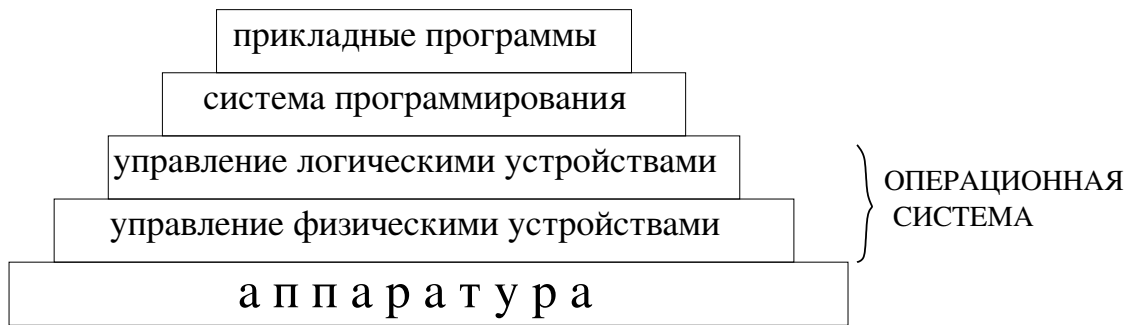 прикладные программы
система программирования
управление логическими устройствами
управление физическими устройствами
а п п а р а т у р а
ОПЕРАЦИОННАЯ
СИСТЕМА